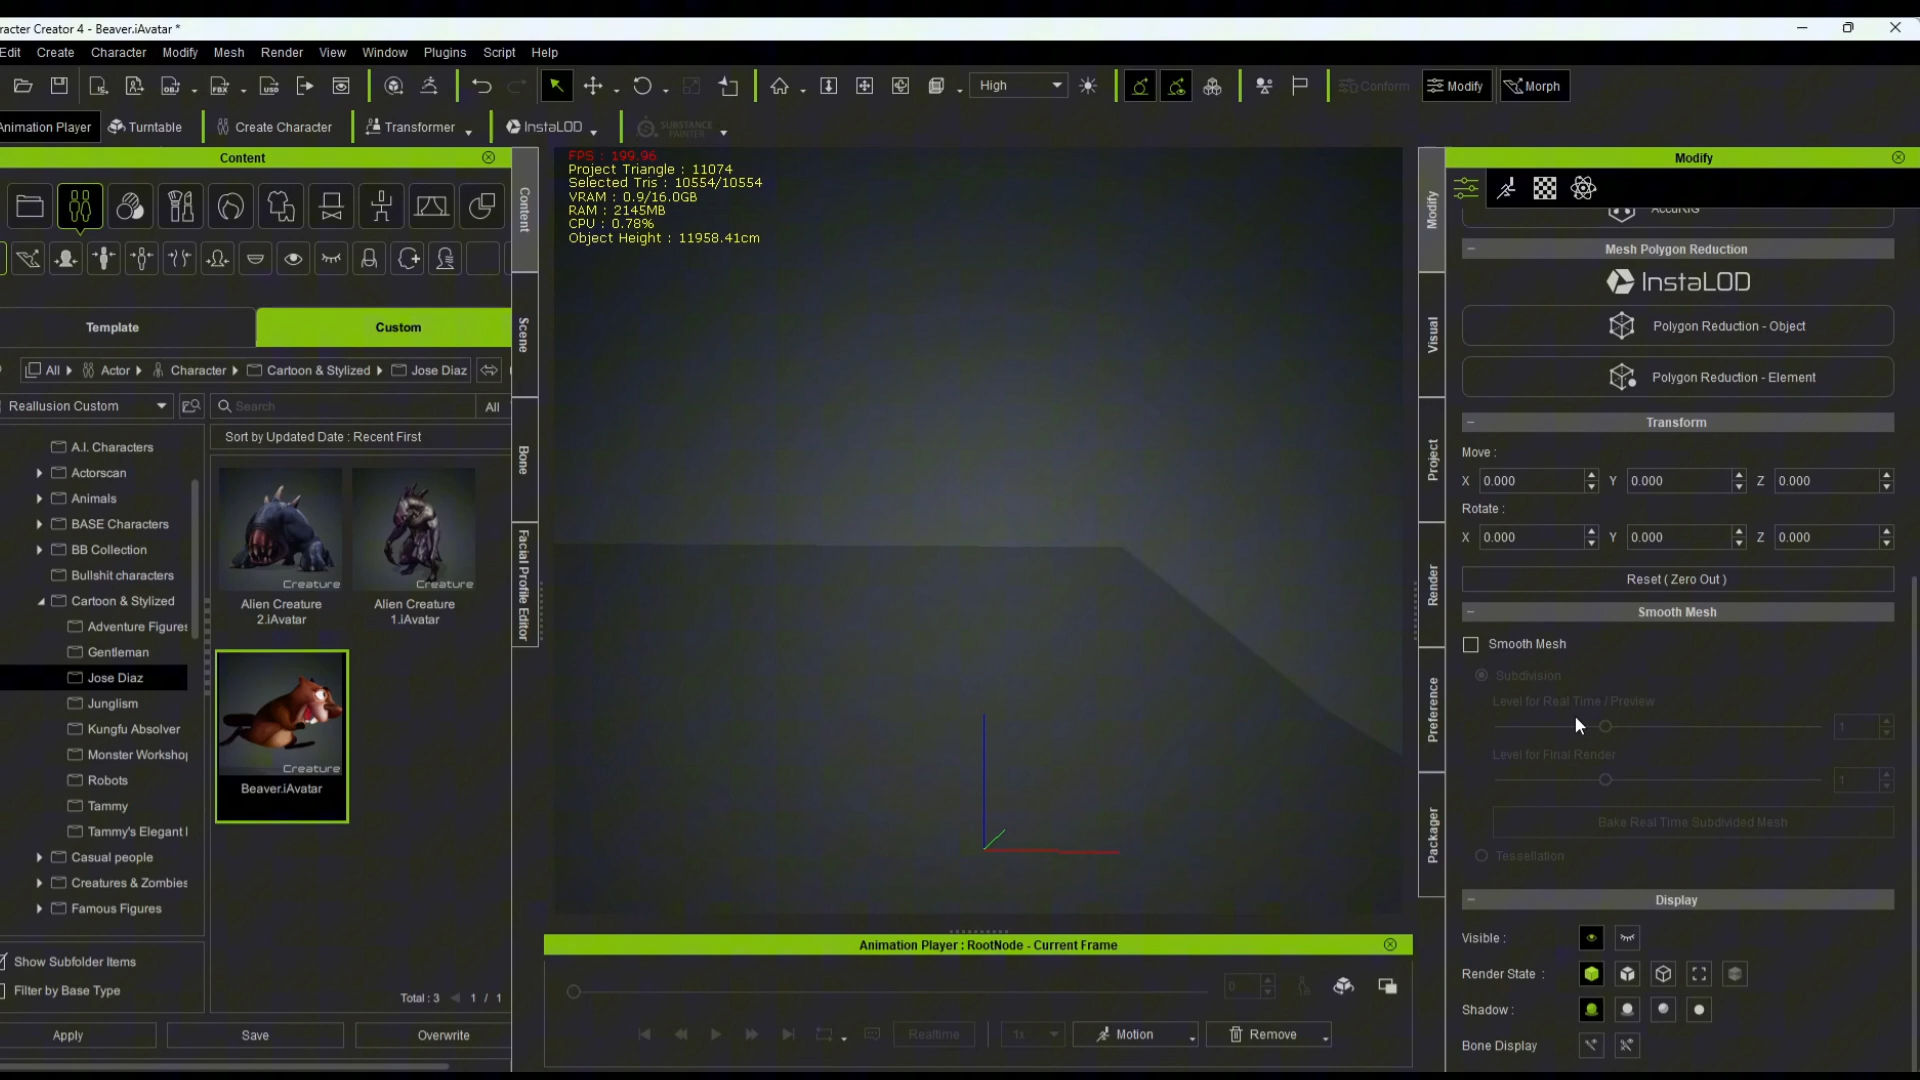 racter Creator 4 - Beaver.iAvatar *
Edit Create Character Modify Mesh Render View Window Plugins Script Help
High
Conform Modify Morph
Animation Player Turntable Create Character Transformer InstaLOD SUBSTANCE PAINTER
Content
Template Custom
All Actor Character Cartoon & Stylized Jose Diaz
Reallusion Custom Search All
Sort by Updated Date : Recent First
A.I. Characters
Actorscan
Animals
BASE Characters
BB Collection
Bullshit characters
Cartoon & Stylized
Adventure Figures
Gentleman
Jose Diaz
Junglism
Kungfu Absolver
Monster Workshop
Robots
Tammy
Tammy's Elegant
Casual people
Creatures & Zombies
Famous Figures
Creature
Alien Creature
2.iAvatar
Creature
Alien Creature
1.iAvatar
Creature
Beaver.iAvatar
Show Subfolder Items
Filter by Base Type
Total : 3 1 / 1
Apply Save Overwrite
Content
Scene
Bone
Facial Profile Editor
FPS : 199.96
Project Triangle : 11074
Selected Tris : 10554/10554
VRAM : 0.9/16.0GB
RAM : 2145MB
CPU : 0.78%
Object Height : 11958.41cm
Animation Player : RootNode - Current Frame
0
Realtime 1x Motion Remove
Modify
Visual
Project
Render
Preference
Packager
Modify
AccuRIG
Mesh Polygon Reduction
InstaLOD
Polygon Reduction - Object
Polygon Reduction - Element
Transform
Move :
X 0.000 Y 0.000 Z 0.000
Rotate :
X 0.000 Y 0.000 Z 0.000
Reset ( Zero Out )
Smooth Mesh
Smooth Mesh
Subdivision
Level for Real Time / Preview
1
Level for Final Render
1
Bake Real Time Subdivided Mesh
Tessellation
Display
Visible :
Render State :
Shadow :
Bone Display